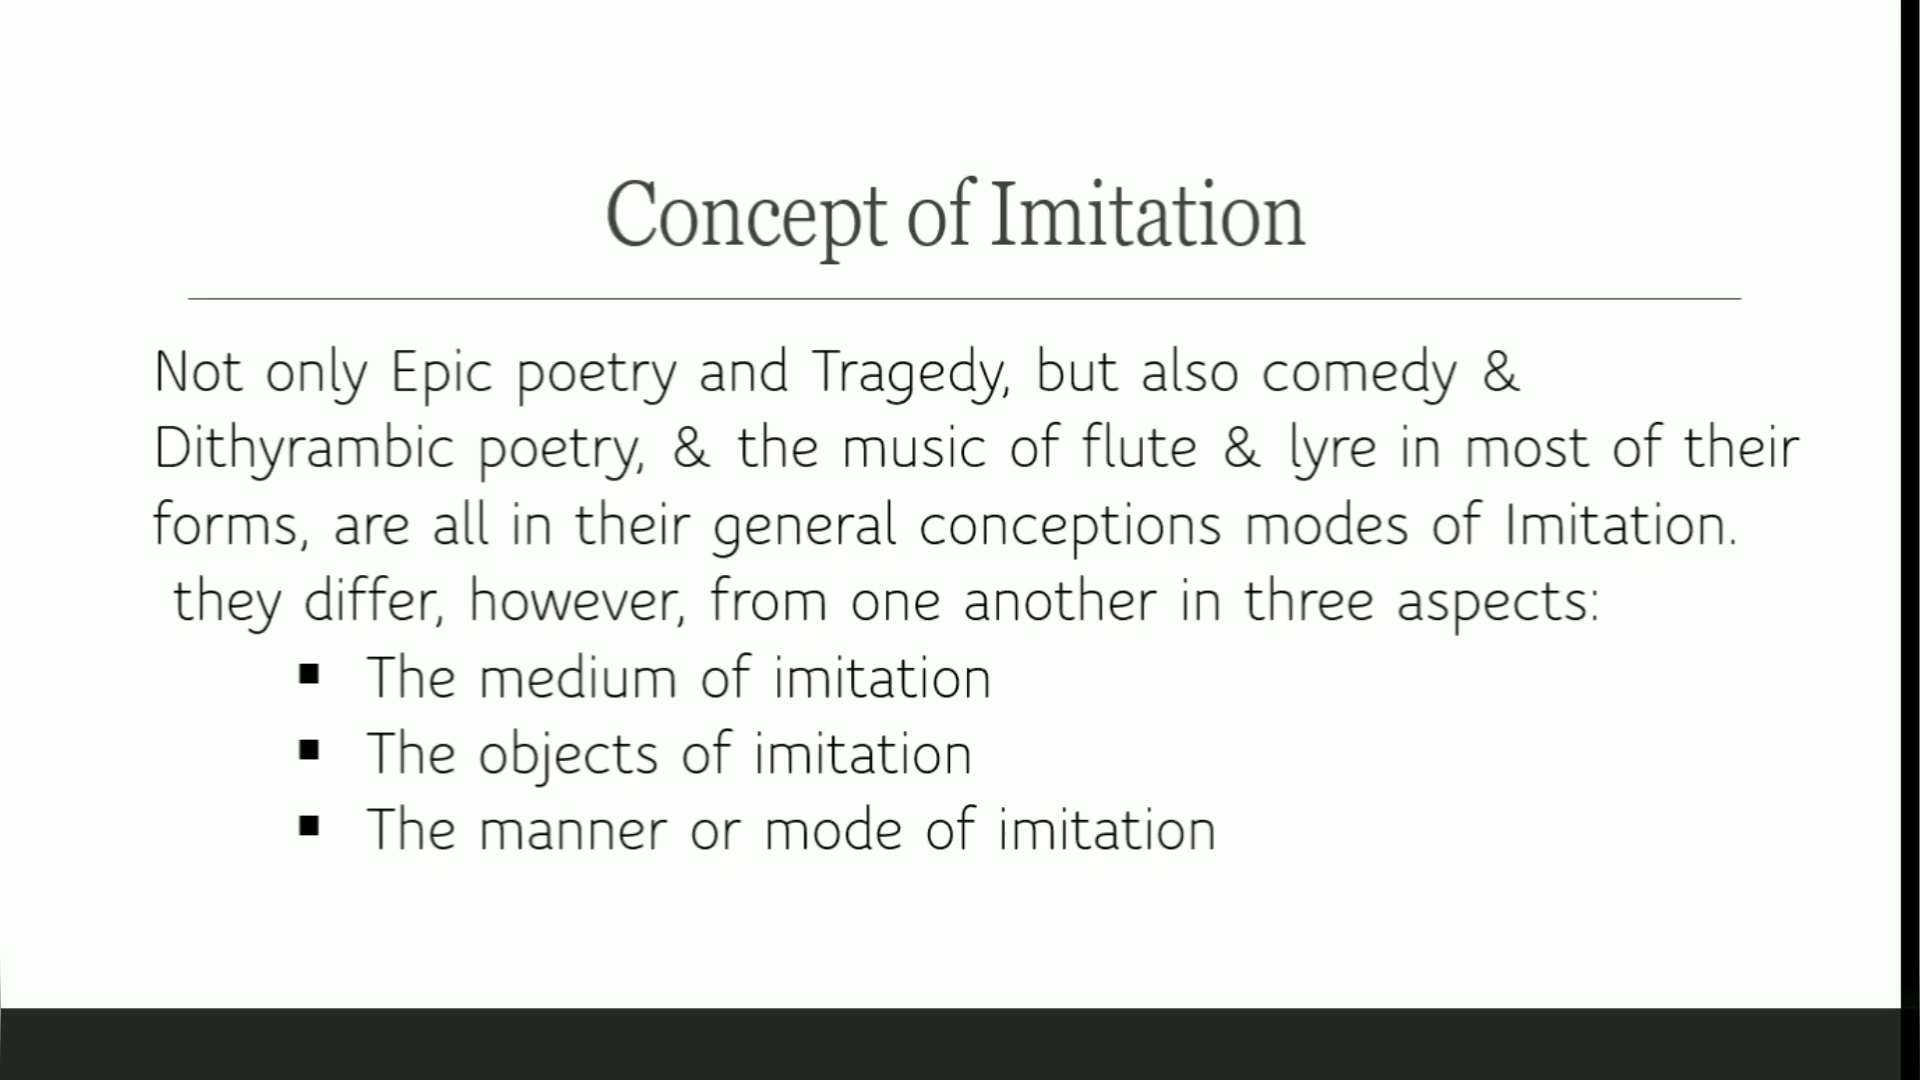 Concept of Imitation
Not only Epic poetry and Tragedy, but also comedy &
Dithyrambic poetry, & the music of flute & lyre in most of their
forms, are all in their general conceptions modes of Imitation.
they differ, however, from one another in three aspects:
▪ The medium of imitation
▪ The objects of imitation
▪ The manner or mode of imitation